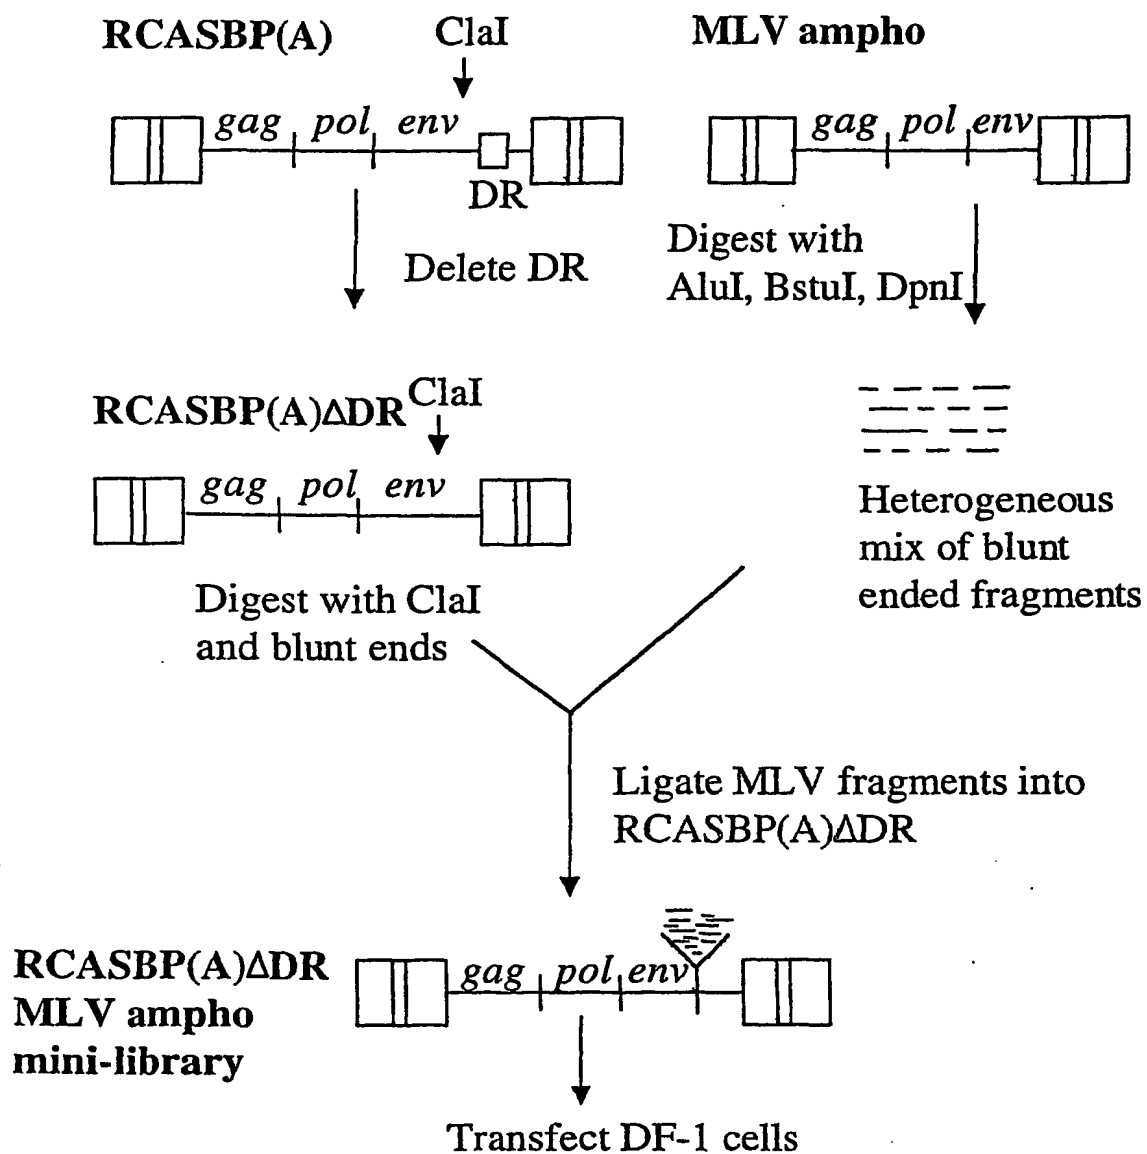 RCASBP(A)
ClaI
gag pol env
DR
Delete DR
MLV ampho
gag pol env
Digest with
AluI, BstuI, DpnI
RCASBP(A)ΔDR
ClaI
gag pol env
Digest with ClaI
and blunt ends
Heterogeneous
mix of blunt
ended fragments
Ligate MLV fragments into
RCASBP(A)ΔDR
RCASBP(A)ΔDR
MLV ampho
mini-library
gag pol env
Transfect DF-1 cells